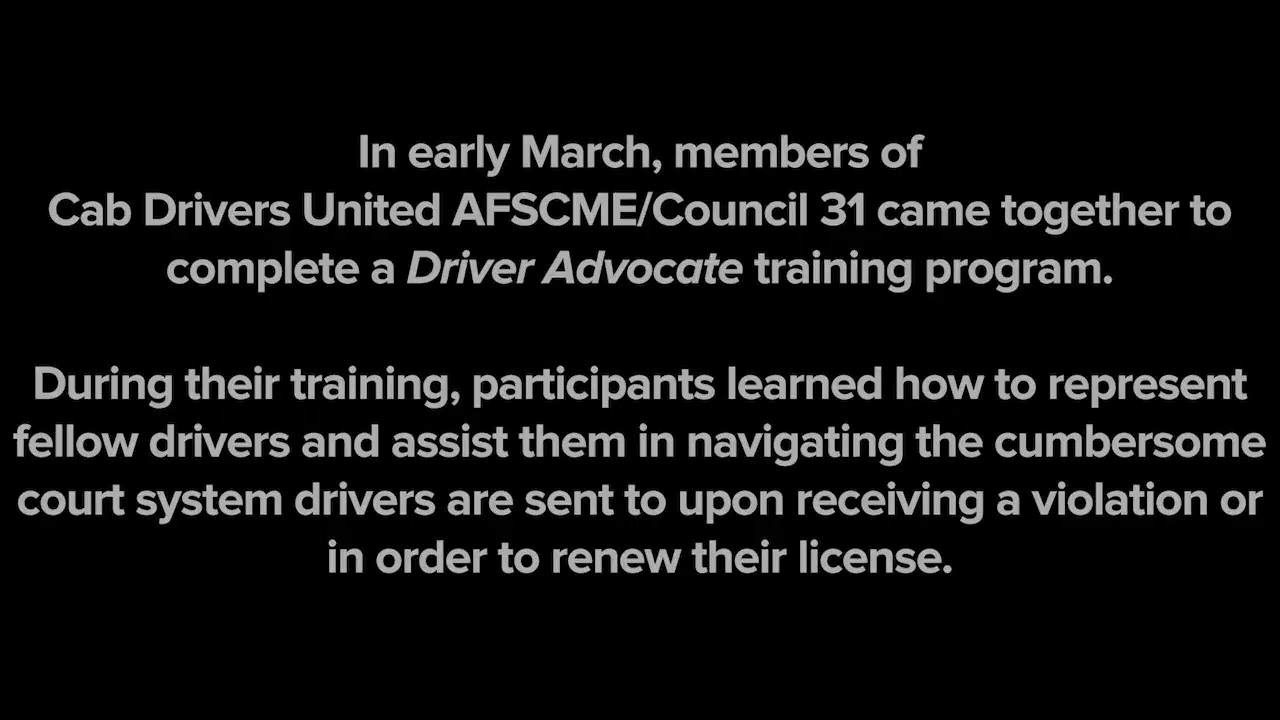 In early March, members of
Cab Drivers United AFSCME/Council 31 came together to
complete a Driver Advocate training program.
During their training, participants learned how to represent
fellow drivers and assist them in navigating the cumbersome
court system drivers are sent to upon receiving a violation or
in order to renew their license.